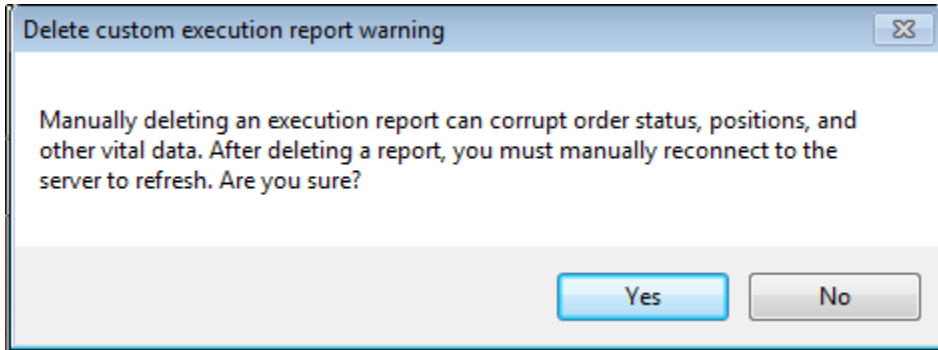 Delete custom execution report warning
Manually deleting an execution report can corrupt order status, positions, and
other vital data. After deleting a report, you must manually reconnect to the
server to refresh. Are you sure?
Yes No